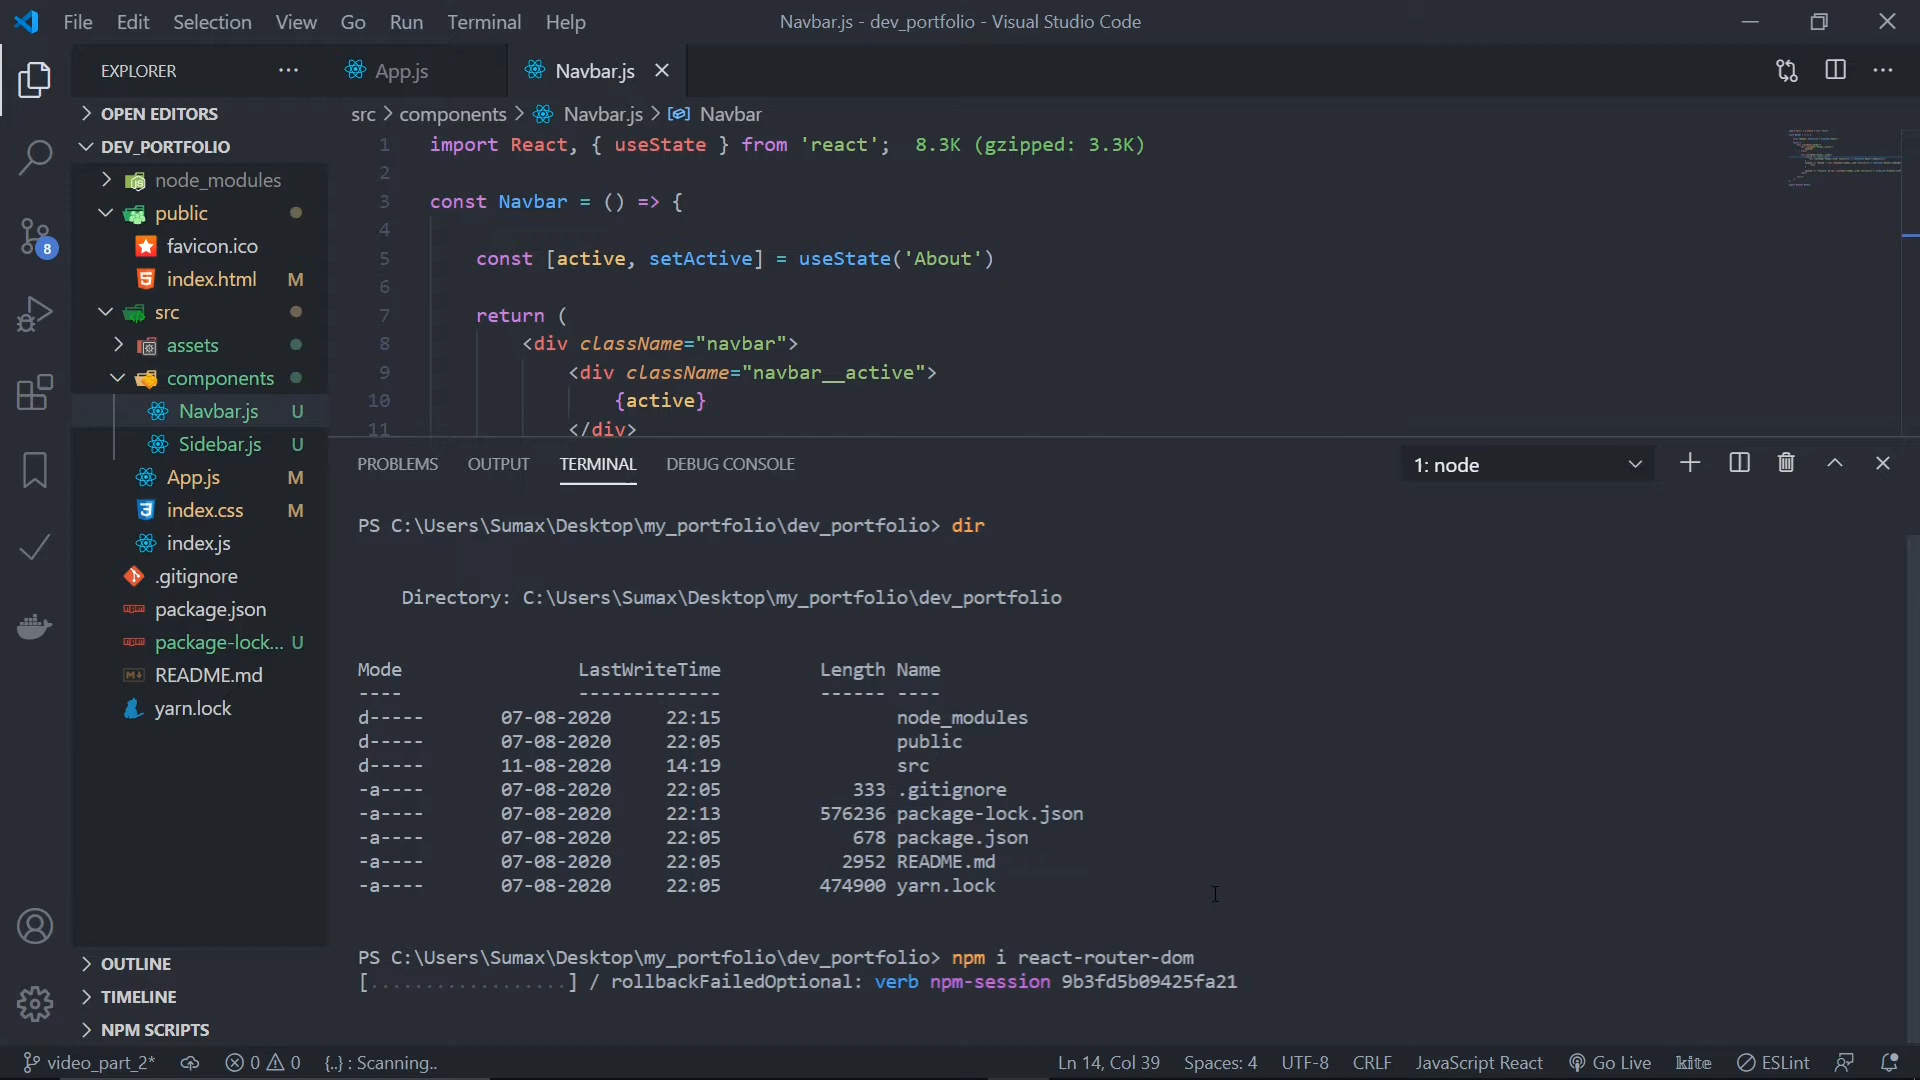 File Edit Selection View Go Run Terminal Help
Navbar.js - dev_portfolio - Visual Studio Code
EXPLORER
App.js
Navbar.js
OPEN EDITORS
DEV_PORTFOLIO
node_modules
public
favicon.ico
index.html M
src
assets
components
Navbar.js U
Sidebar.js U
App.js M
index.css M
index.js
.gitignore
package.json
package-lock... U
README.md
yarn.lock
OUTLINE
TIMELINE
NPM SCRIPTS
8
src > components > Navbar.js > Navbar
1 import React, { useState } from 'react'; 8.3K (gzipped: 3.3K)
2
3 const Navbar = () => {
4
5 const [active, setActive] = useState('About')
6
7 return (
8 <div className="navbar">
9 <div className="navbar__active">
10 {active}
11 </div>
PROBLEMS OUTPUT TERMINAL DEBUG CONSOLE
1: node
PS C:\Users\Sumax\Desktop\my_portfolio\dev_portfolio> dir
Directory: C:\Users\Sumax\Desktop\my_portfolio\dev_portfolio
Mode LastWriteTime Length Name
---- ------------- ------ ----
d----- 07-08-2020 22:15 node_modules
d----- 07-08-2020 22:05 public
d----- 11-08-2020 14:19 src
-a---- 07-08-2020 22:05 333 .gitignore
-a---- 07-08-2020 22:13 576236 package-lock.json
-a---- 07-08-2020 22:05 678 package.json
-a---- 07-08-2020 22:05 2952 README.md
-a---- 07-08-2020 22:05 474900 yarn.lock
PS C:\Users\Sumax\Desktop\my_portfolio\dev_portfolio> npm i react-router-dom
[..................] / rollbackFailedOptional: verb npm-session 9b3fd5b09425fa21
video_part_2* 0 0 {..} : Scanning..
Ln 14, Col 39 Spaces: 4 UTF-8 CRLF JavaScript React Go Live kite ESLint